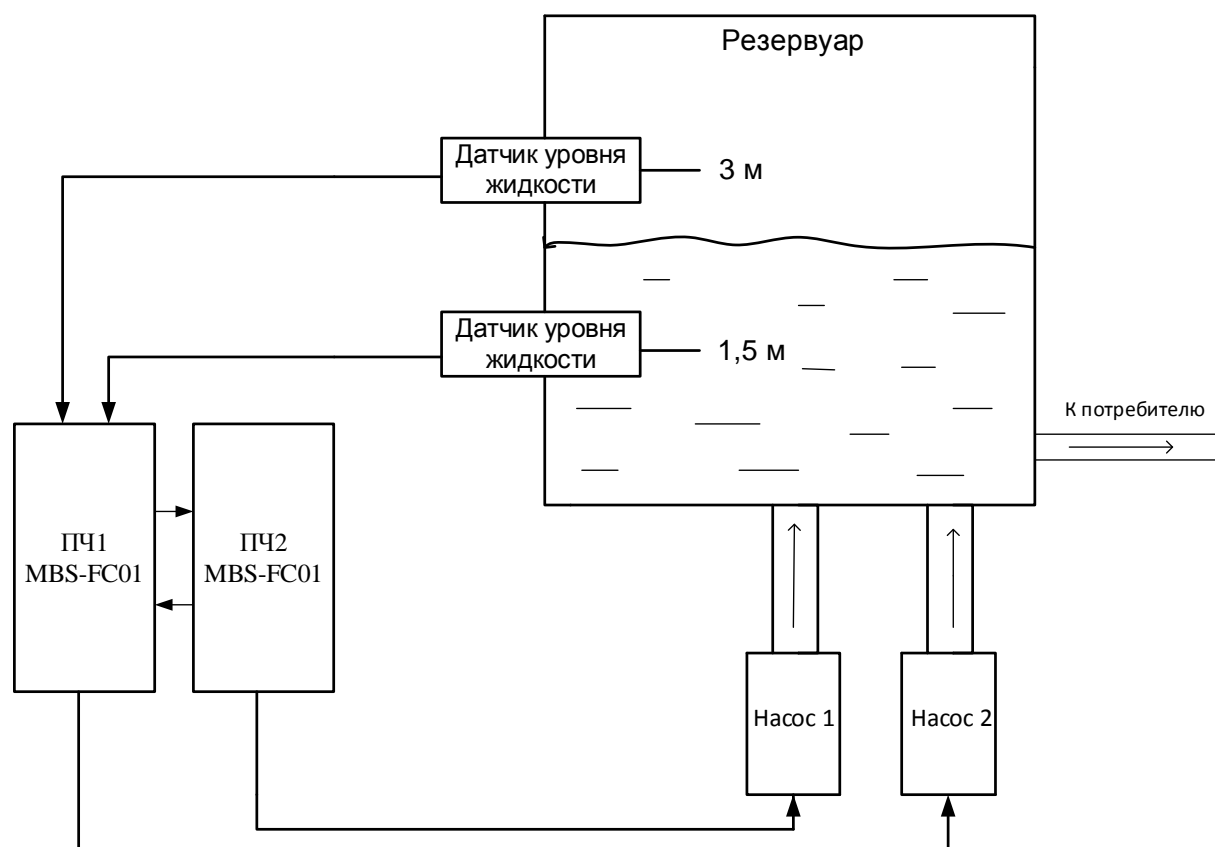 Резервуар
Датчик уровня
жидкости
3 м
Датчик уровня
жидкости
1,5 м
К потребителю
ПЧ1
MBS-FC01
ПЧ2
MBS-FC01
Насос 1
Насос 2